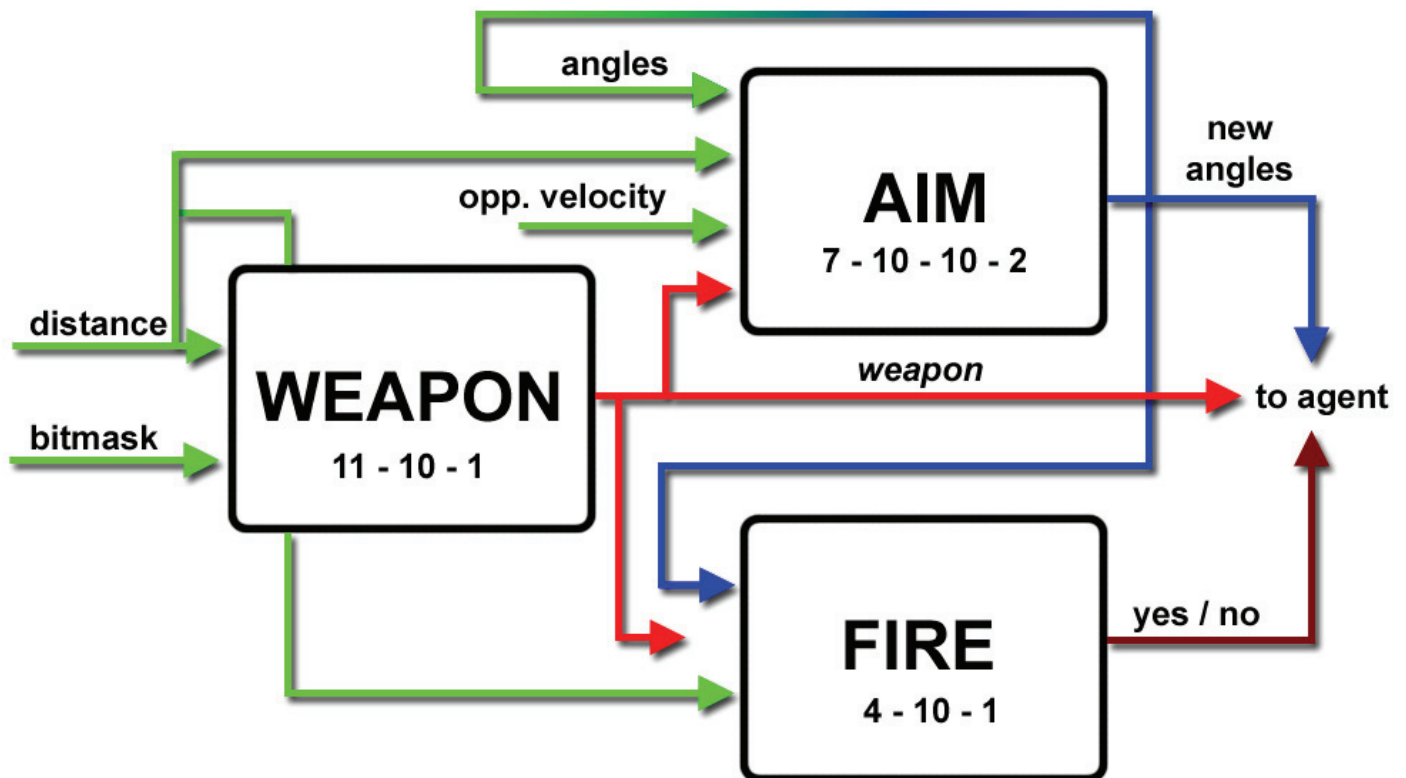 angles
new
angles
opp. velocity
AIM
7 - 10 - 10 - 2
distance
WEAPON
11 - 10 - 1
bitmask
weapon
to agent
FIRE
4 - 10 - 1
yes / no